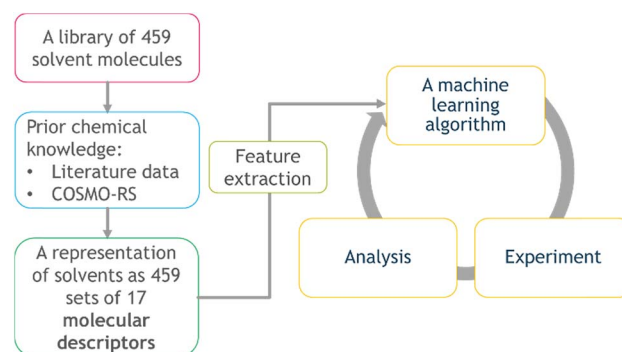 A library of 459
solvent molecules
Prior chemical
knowledge:
• Literature data
• COSMO-RS
A representation
of solvents as 459
sets of 17
molecular
descriptors
Feature
extraction
A machine
learning
algorithm
Analysis
Experiment